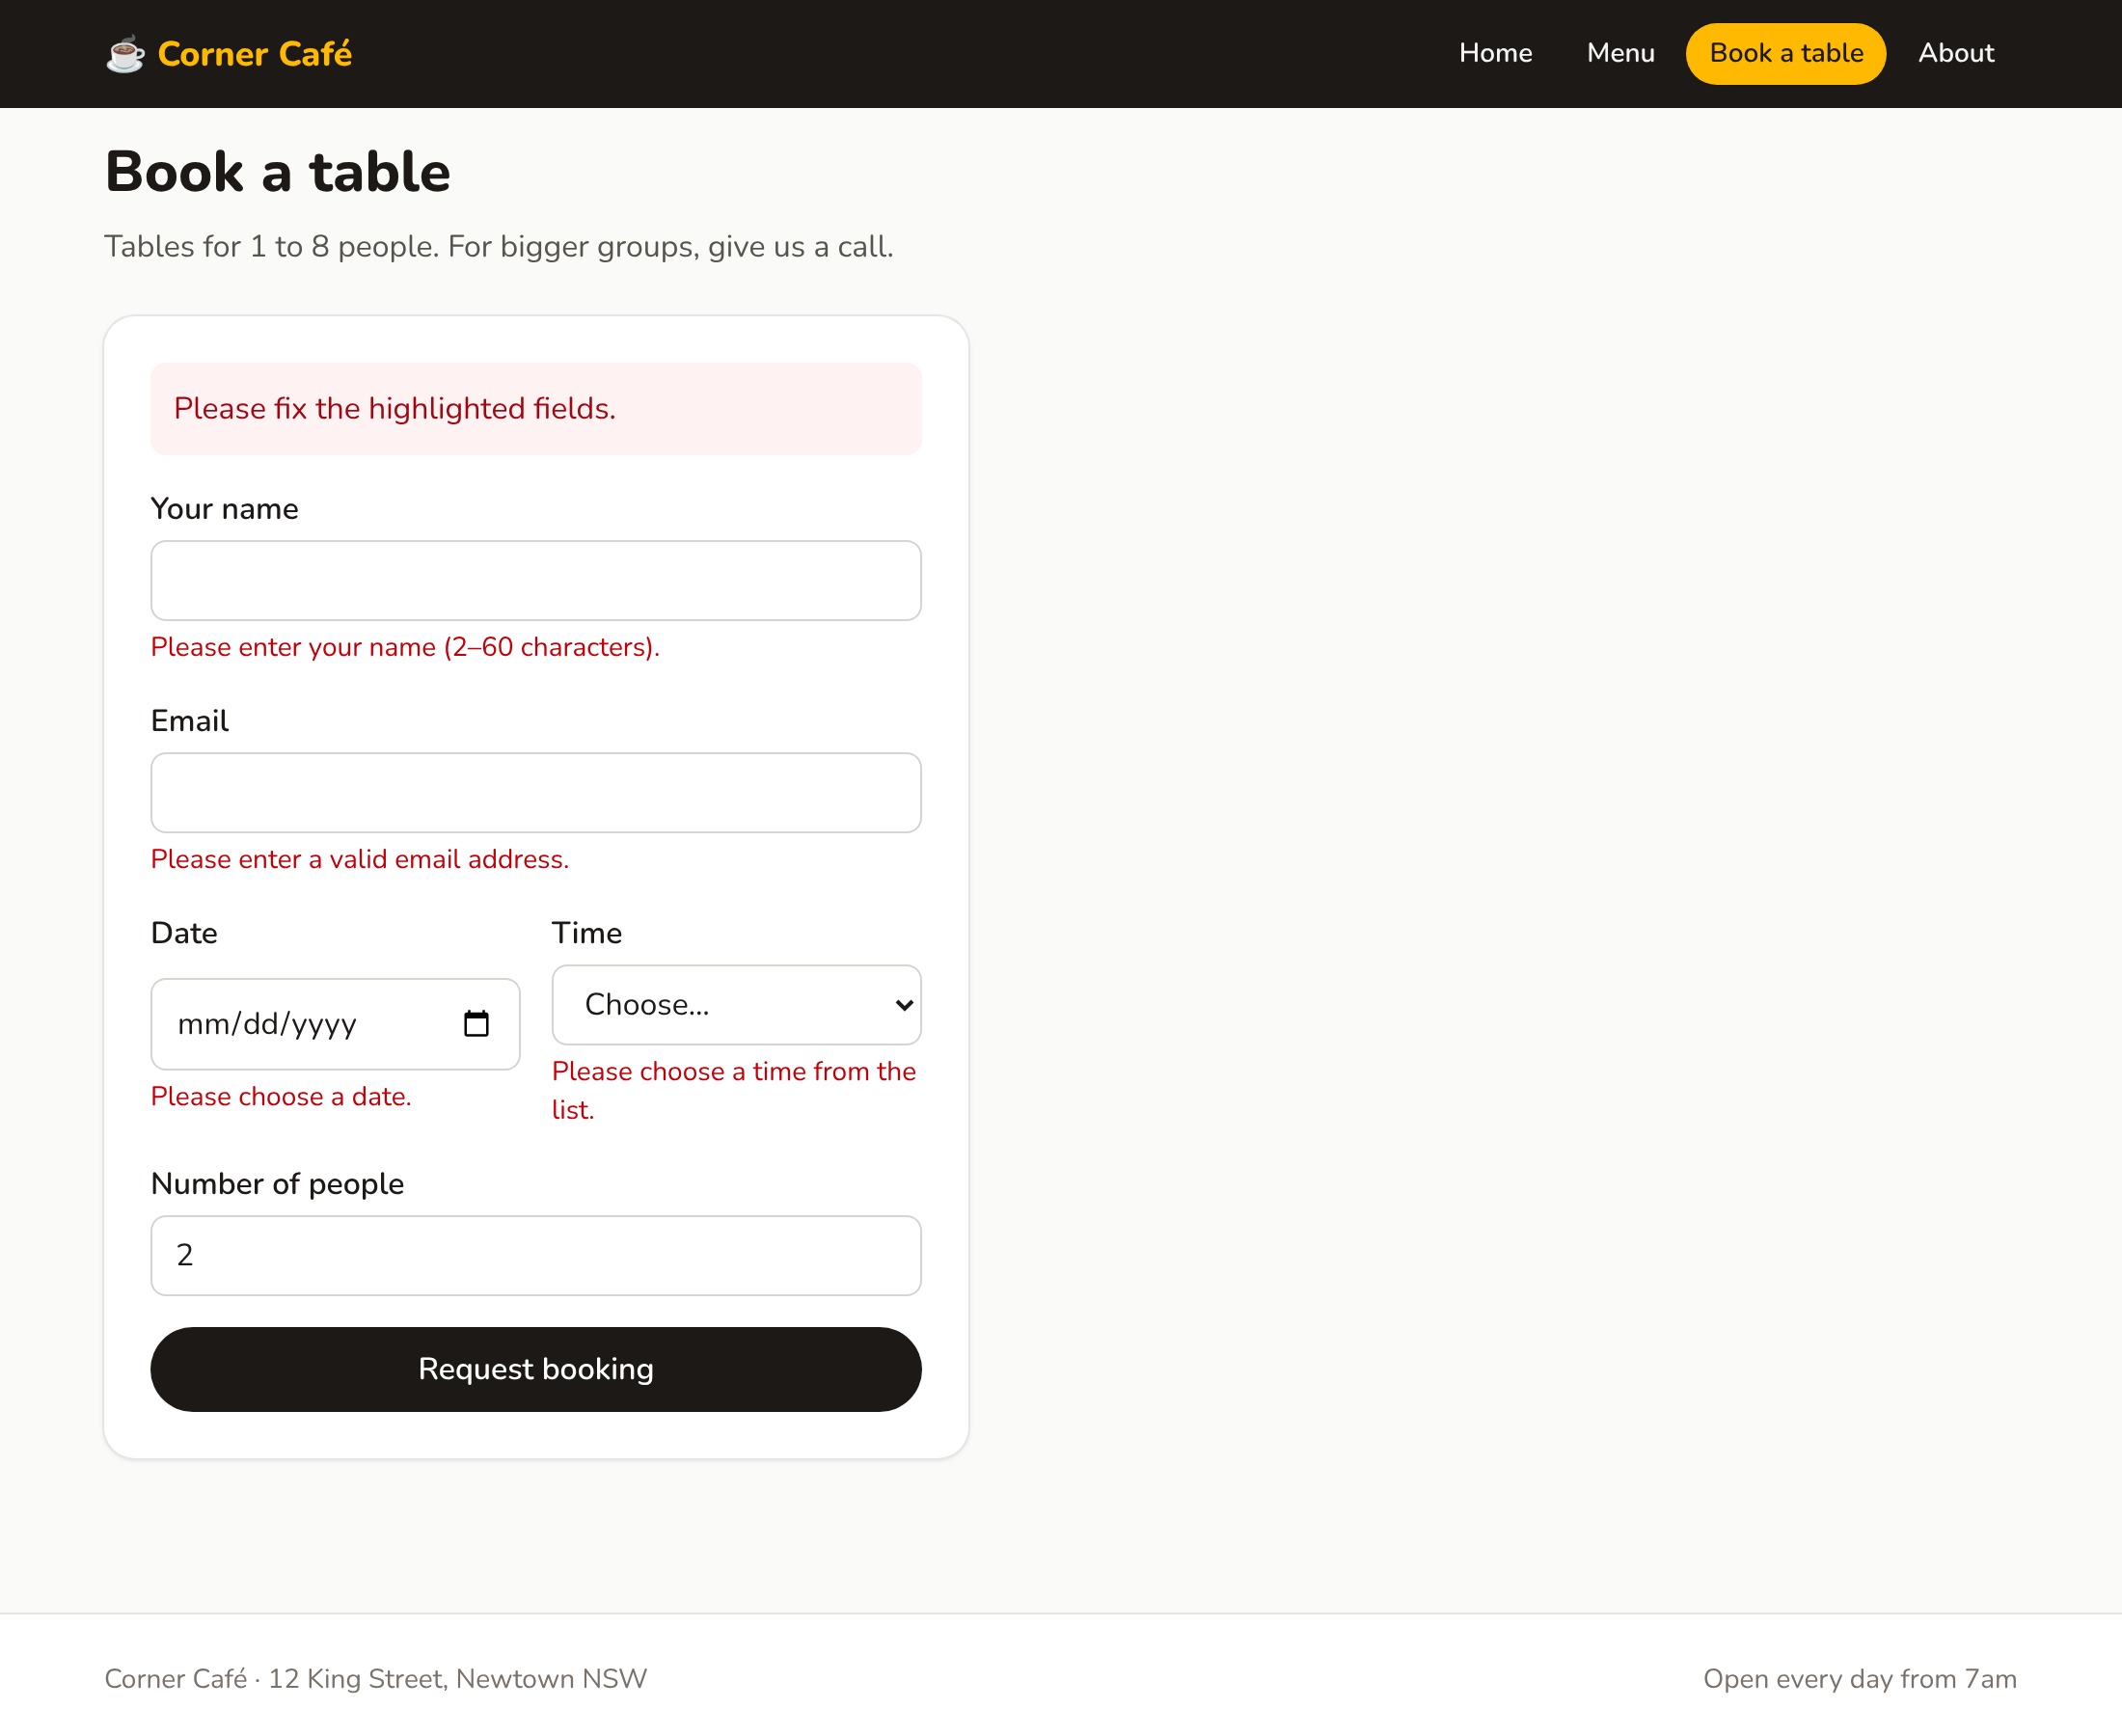 Corner Café
Home
Menu
Book a table
About
Book a table
Tables for 1 to 8 people. For bigger groups, give us a call.
Please fix the highlighted fields.
Your name
Please enter your name (2–60 characters).
Email
Please enter a valid email address.
Date
mm/dd/yyyy
Please choose a date.
Time
Choose...
Please choose a time from the
list.
Number of people
2
Request booking
Corner Café · 12 King Street, Newtown NSW
Open every day from 7am